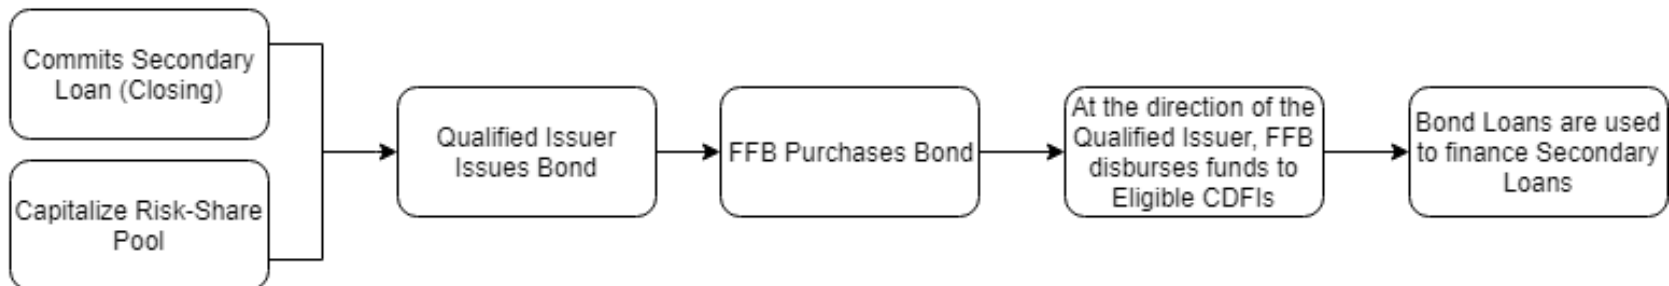 Commits Secondary
Loan (Closing)
Capitalize Risk-Share
Pool
Qualified Issuer
Issues Bond
FFB Purchases Bond
At the direction of the
Qualified Issuer, FFB
disburses funds to
Eligible CDFIs
Bond Loans are used
to finance Secondary
Loans